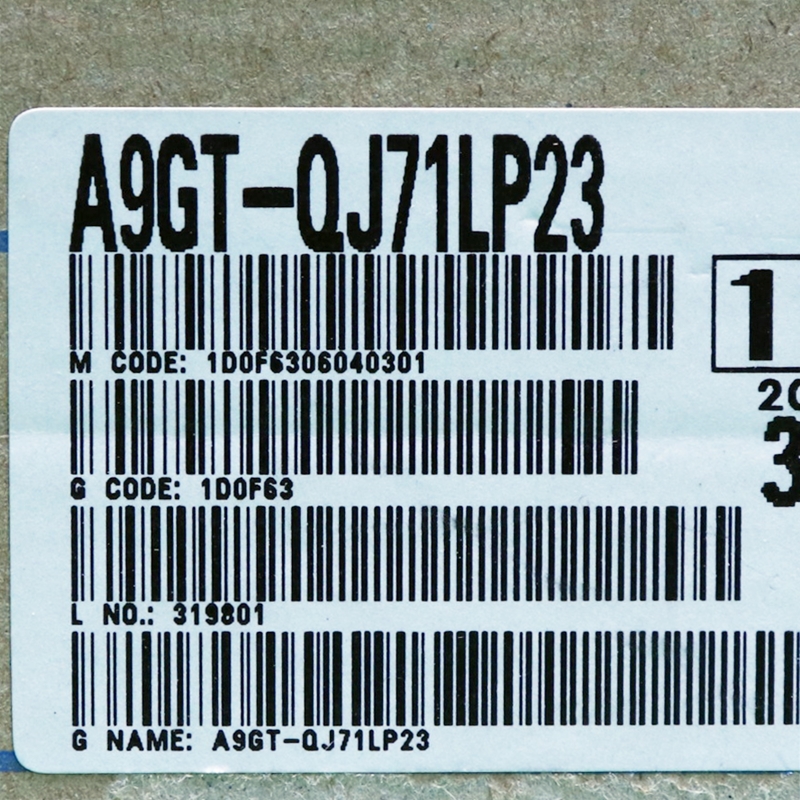 A9GT-QJ71LP23
1
M CODE: 1D0F6306040301
20
3
G CODE: 1D0F63
L NO.: 319801
G NAME: A9GT-QJ71LP23